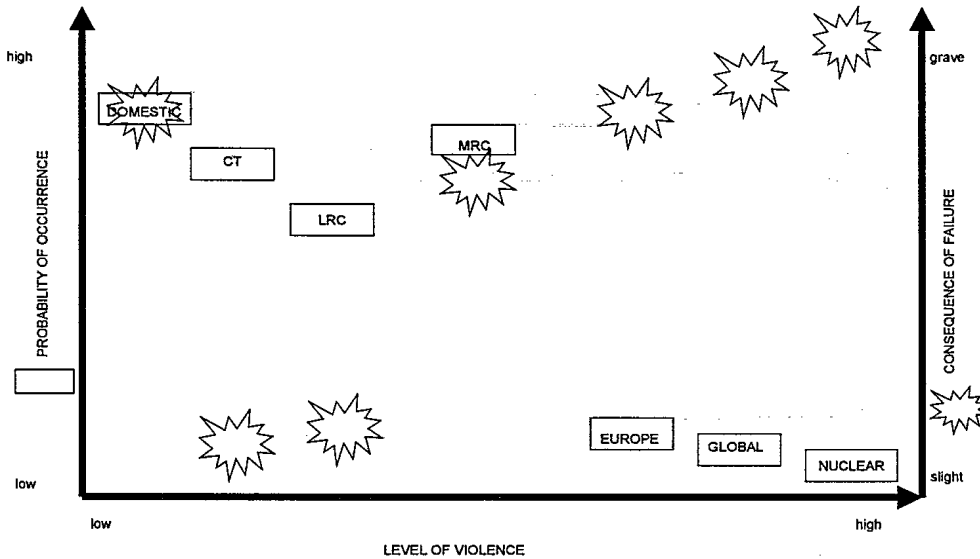 high
grave
DOMESTIC
MRC
CT
LRC
PROBABILITY OF OCCURRENCE
CONSEQUENCE OF FAILURE
EUROPE
GLOBAL
NUCLEAR
low
slight
low
high
LEVEL OF VIOLENCE